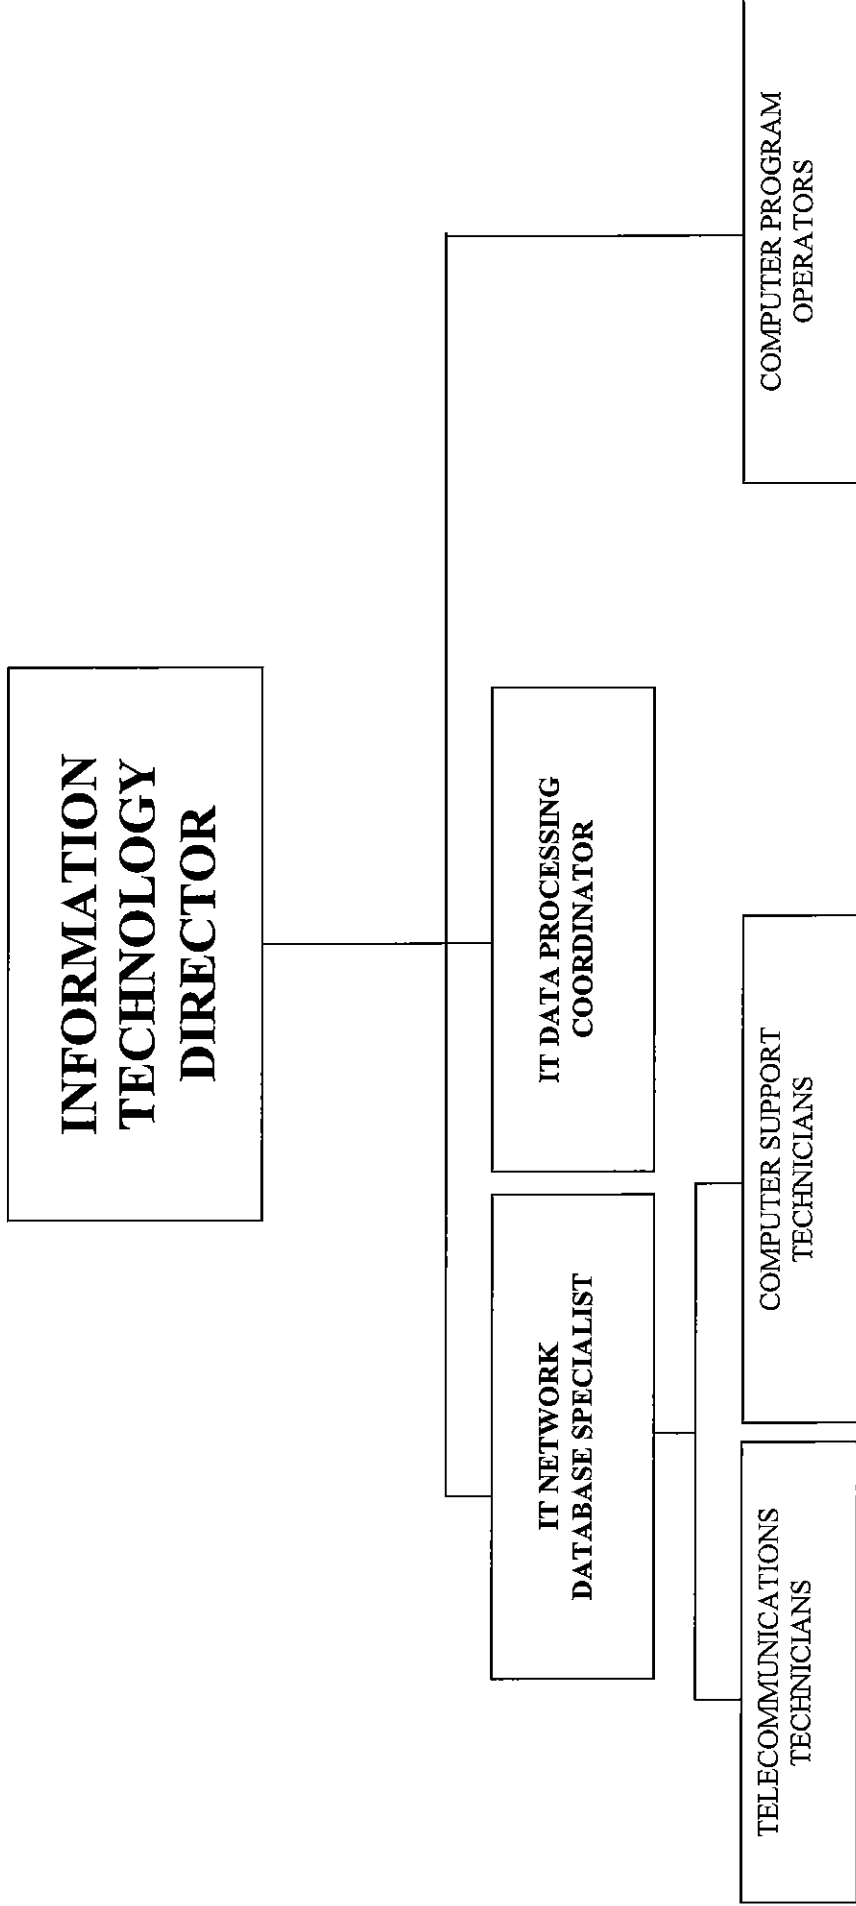 INFORMATION
TECHNOLOGY
DIRECTOR
IT NETWORK
DATABASE SPECIALIST
IT DATA PROCESSING
COORDINATOR
TELECOMMUNICATIONS
TECHNICIANS
COMPUTER SUPPORT
TECHNICIANS
COMPUTER PROGRAM
OPERATORS